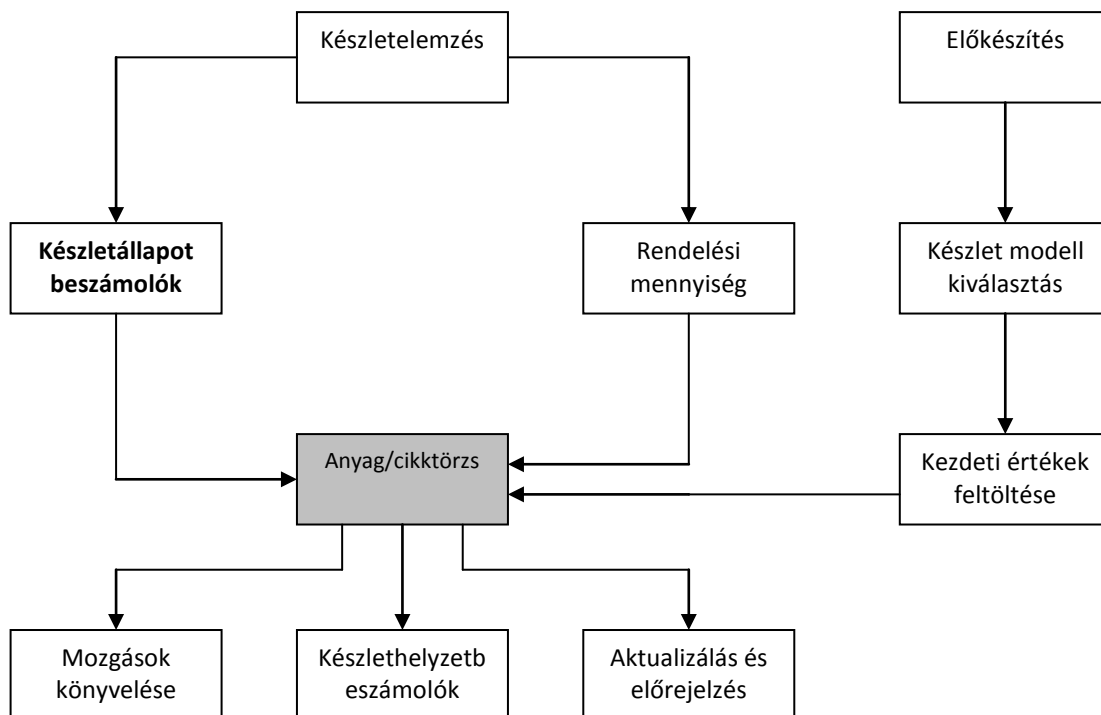 Készletelemzés
Előkészítés
Készletállapot
beszámolók
Rendelési
mennyiség
Készlet modell
kiválasztás
Anyag/cikktörzs
Kezdeti értékek
feltöltése
Mozgások
könyvelése
Készlethelyzetb
eszámolók
Aktualizálás és
előrejelzés